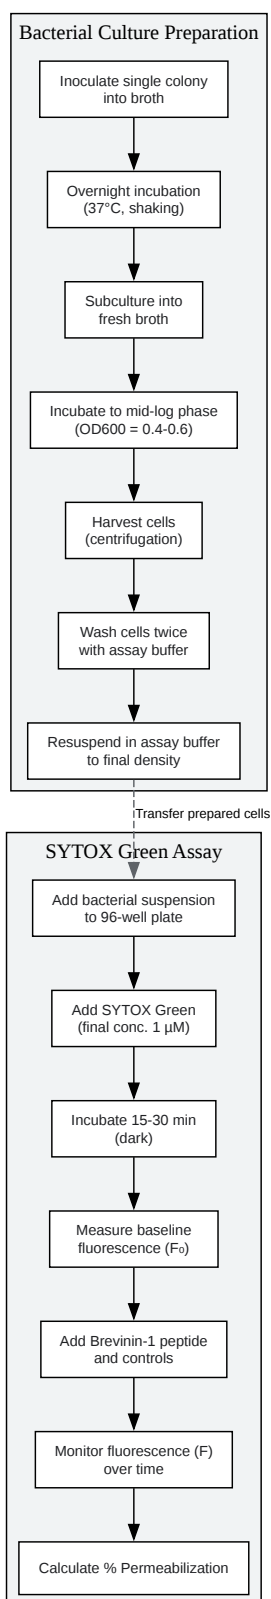 Bacterial Culture Preparation
Inoculate single colony
into broth
Overnight incubation
(37°C, shaking)
Subculture into
fresh broth
Incubate to mid-log phase
(OD600 = 0.4-0.6)
Harvest cells
(centrifugation)
Wash cells twice
with assay buffer
Resuspend in assay buffer
to final density
Transfer prepared cells
SYTOX Green Assay
Add bacterial suspension
to 96-well plate
Add SYTOX Green
(final conc. 1 µM)
Incubate 15-30 min
(dark)
Measure baseline
fluorescence (F₀)
Add Brevinin-1 peptide
and controls
Monitor fluorescence (F)
over time
Calculate % Permeabilization